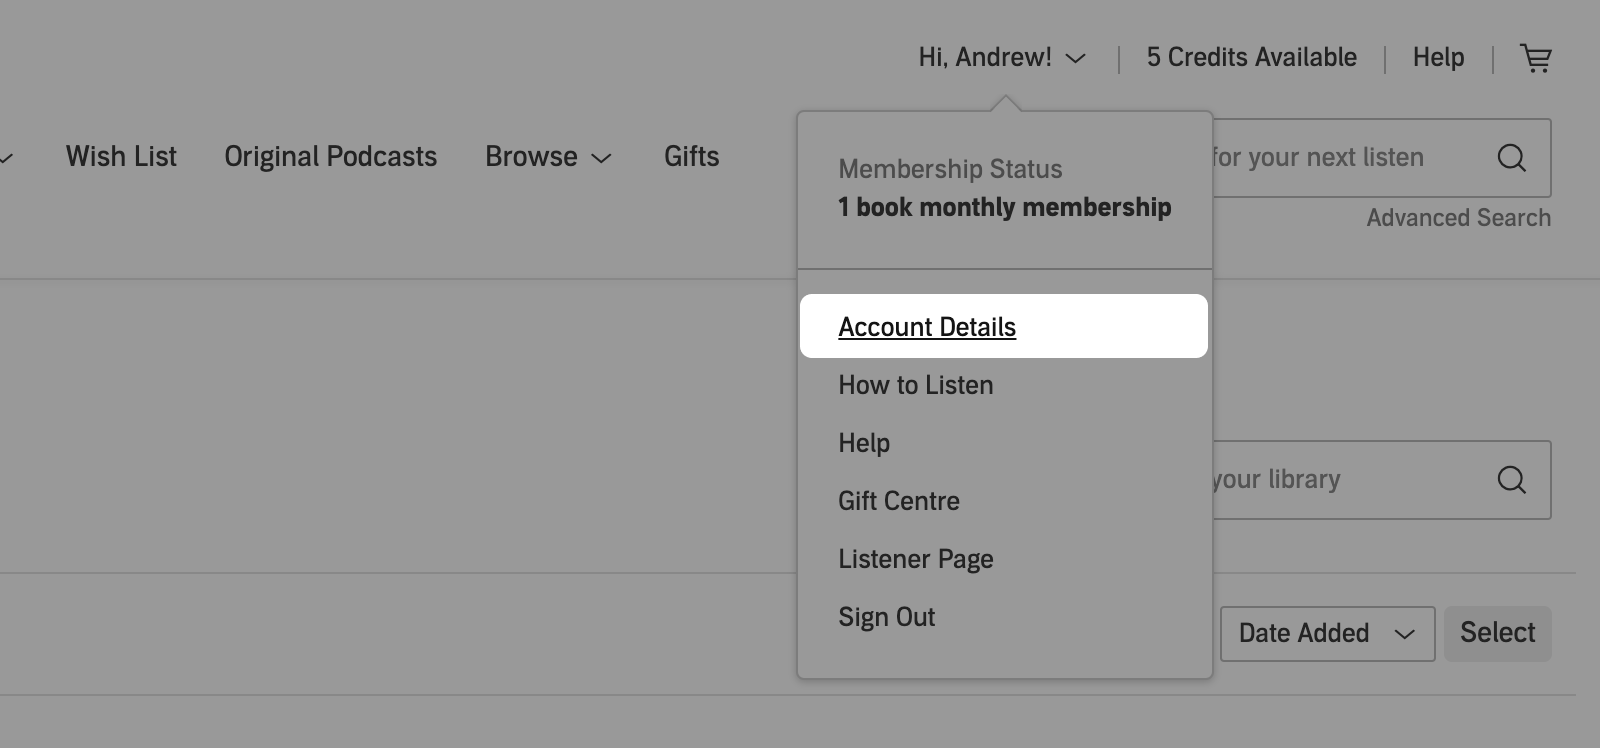 Hi, Andrew!
5 Credits Available
Help
Wish List
Original Podcasts
Browse
Gifts
for your next listen
Advanced Search
Membership Status
1 book monthly membership
Account Details
How to Listen
Help
Gift Centre
Listener Page
Sign Out
your library
Date Added
Select